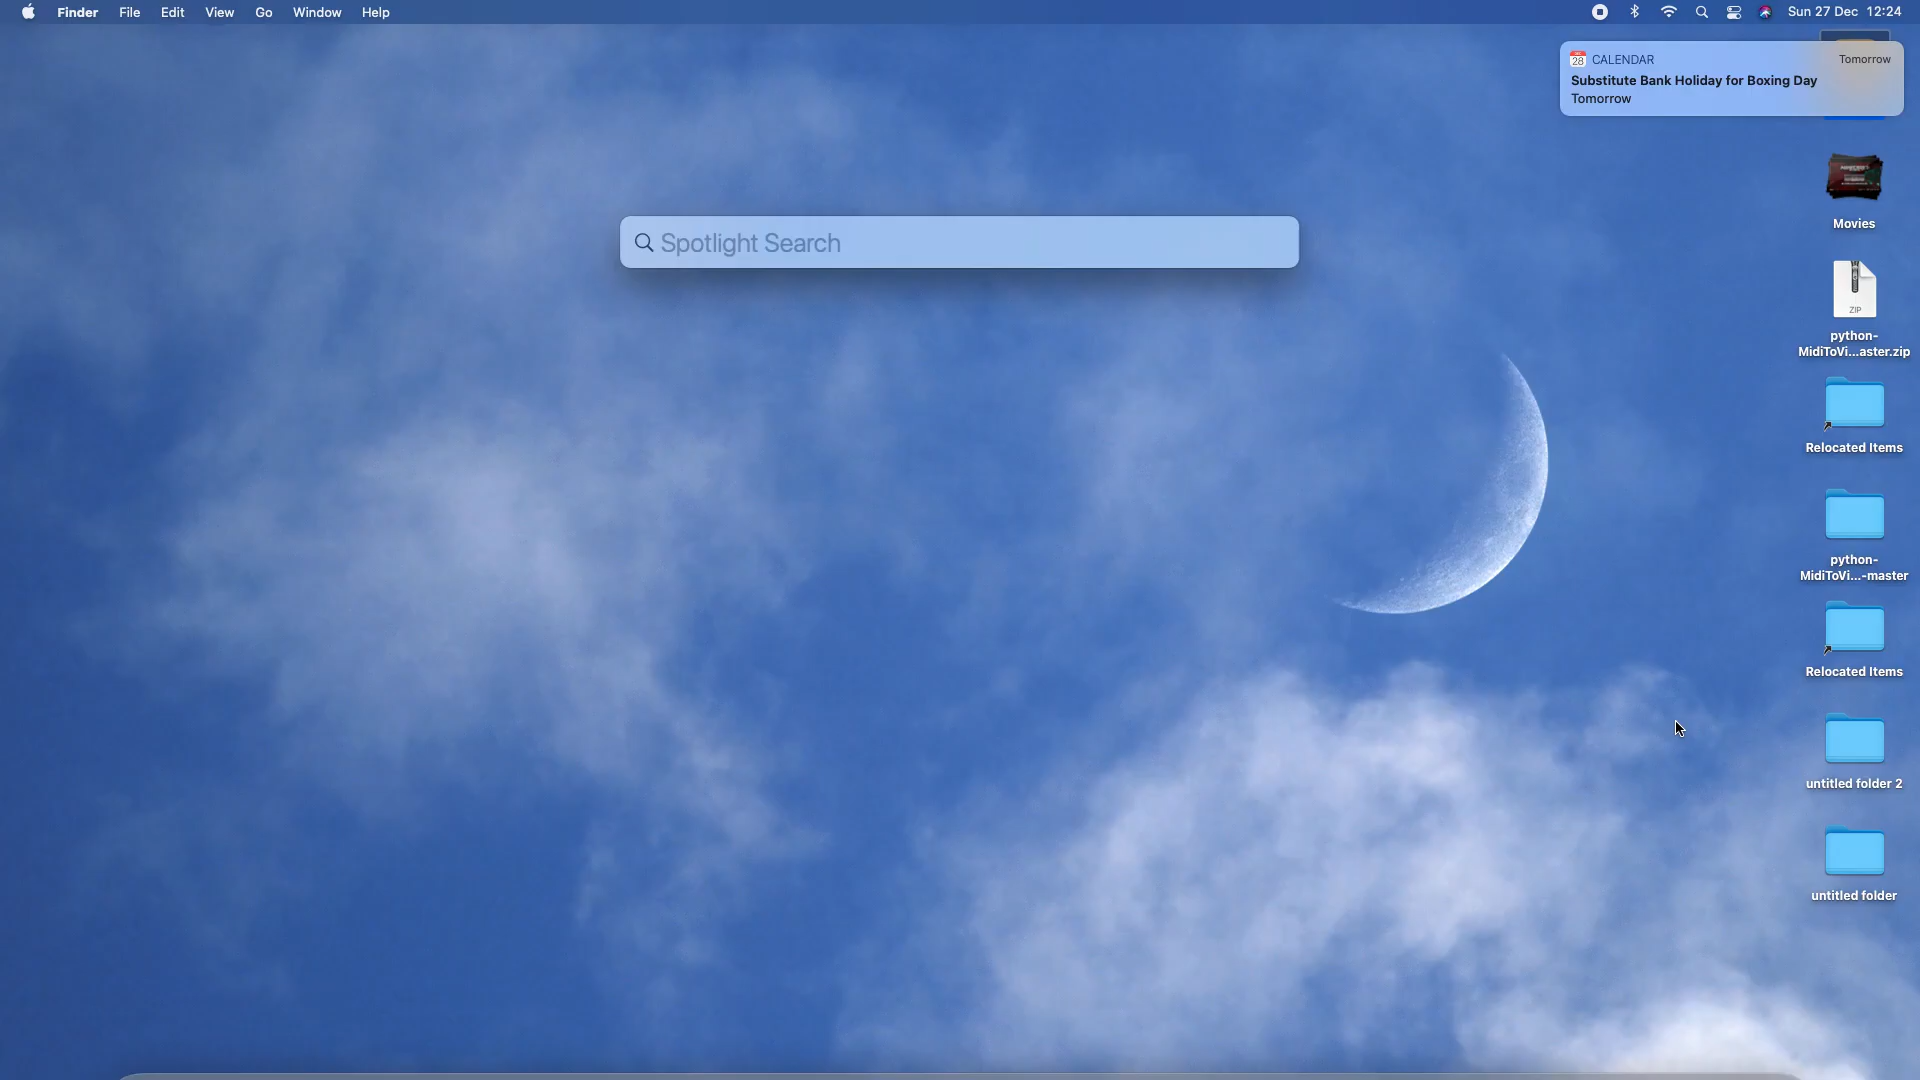 Finder File Edit View Go Window Help Sun 27 Dec 12:24
28 CALENDAR Tomorrow
Substitute Bank Holiday for Boxing Day
Tomorrow
Spotlight Search
Movies
ZIP
python-
MidiToVi...aster.zip
Relocated Items
python-
MidiToVi...-master
Relocated Items
untitled folder 2
untitled folder